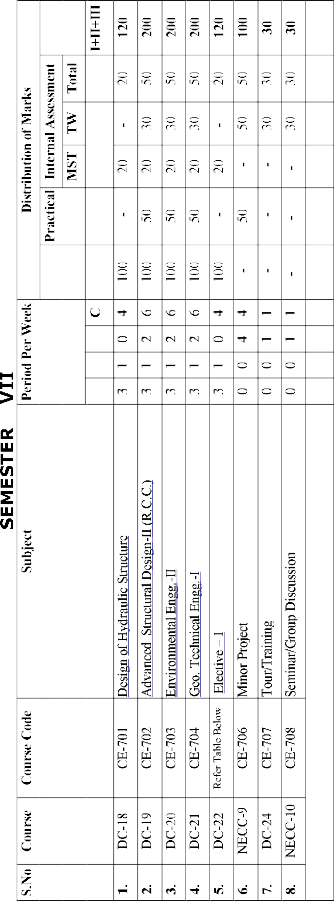 SEMESTER VII
S.No Course Course Code Subject Period Per Week Distribution of Marks
Practical Internal Assessment
MST TW Total
C I+II+III
1. DC-18 CE-701 Design of Hydraulic Structure 3 1 0 4 100 - 20 - 20 120
2. DC-19 CE-702 Advanced Structural Design-II (R.C.C.) 3 1 2 6 100 50 20 30 50 200
3. DC-20 CE-703 Environmental Engg.-II 3 1 2 6 100 50 20 30 50 200
4. DC-21 CE-704 Geo. Technical Engg.-I 3 1 2 6 100 50 20 30 50 200
5. DC-22 Refer Table Below Elective – I 3 1 0 4 100 - 20 - 20 120
6. NECC-9 CE-706 Minor Project 0 0 4 4 - 50 - 50 50 100
7. DC-24 CE-707 Tour/Training 0 0 1 1 - - - 30 30 30
8. NECC-10 CE-708 Seminar/Group Discussion 0 0 1 1 - - - 30 30 30